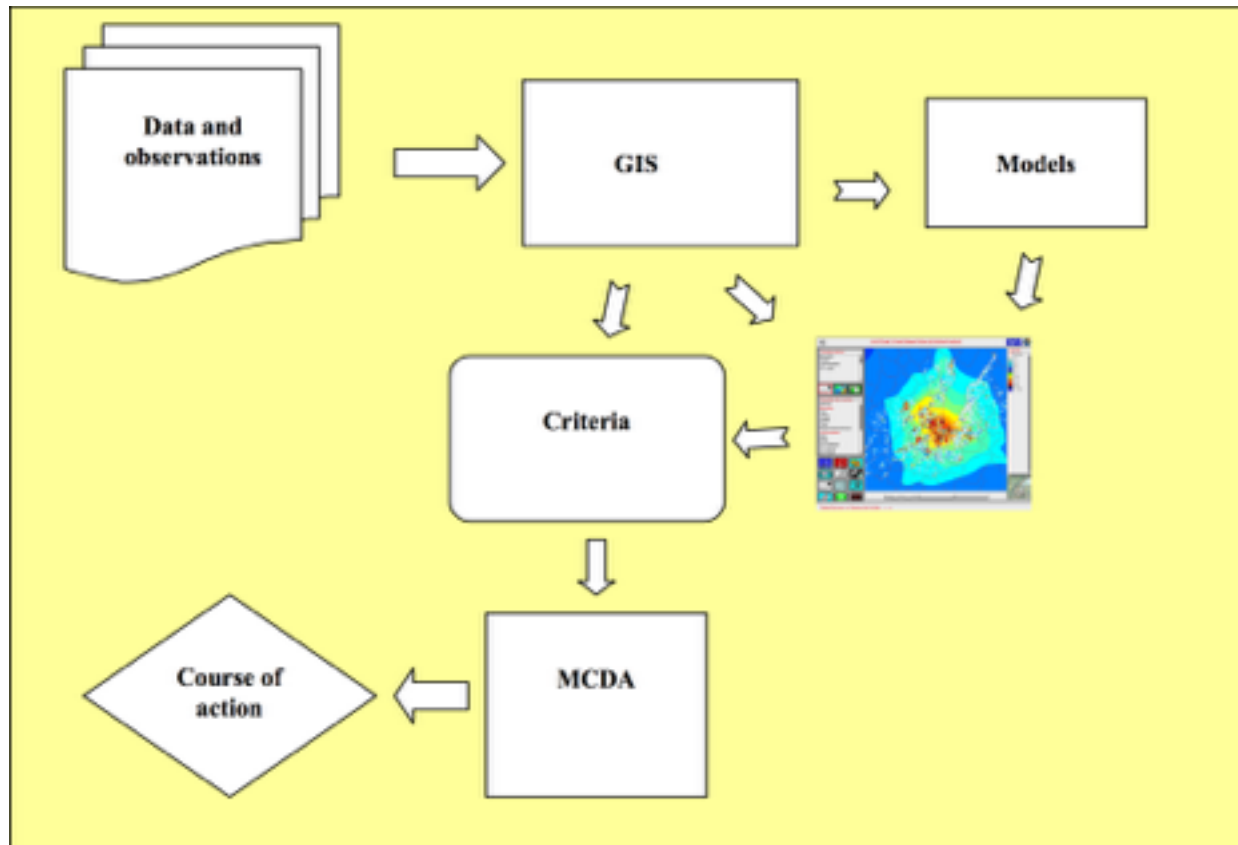 Data and
observations
GIS
Models
Criteria
MCDA
Course of
action